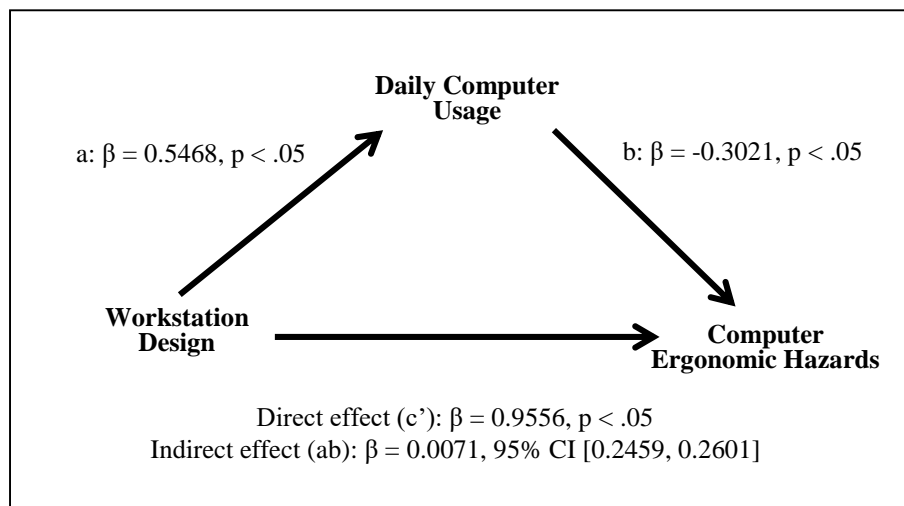 Daily Computer
Usage
a: β = 0.5468, p < .05
b: β = -0.3021, p < .05
Workstation
Design
Computer
Ergonomic Hazards
Direct effect (c’): β = 0.9556, p < .05
Indirect effect (ab): β = 0.0071, 95% CI [0.2459, 0.2601]